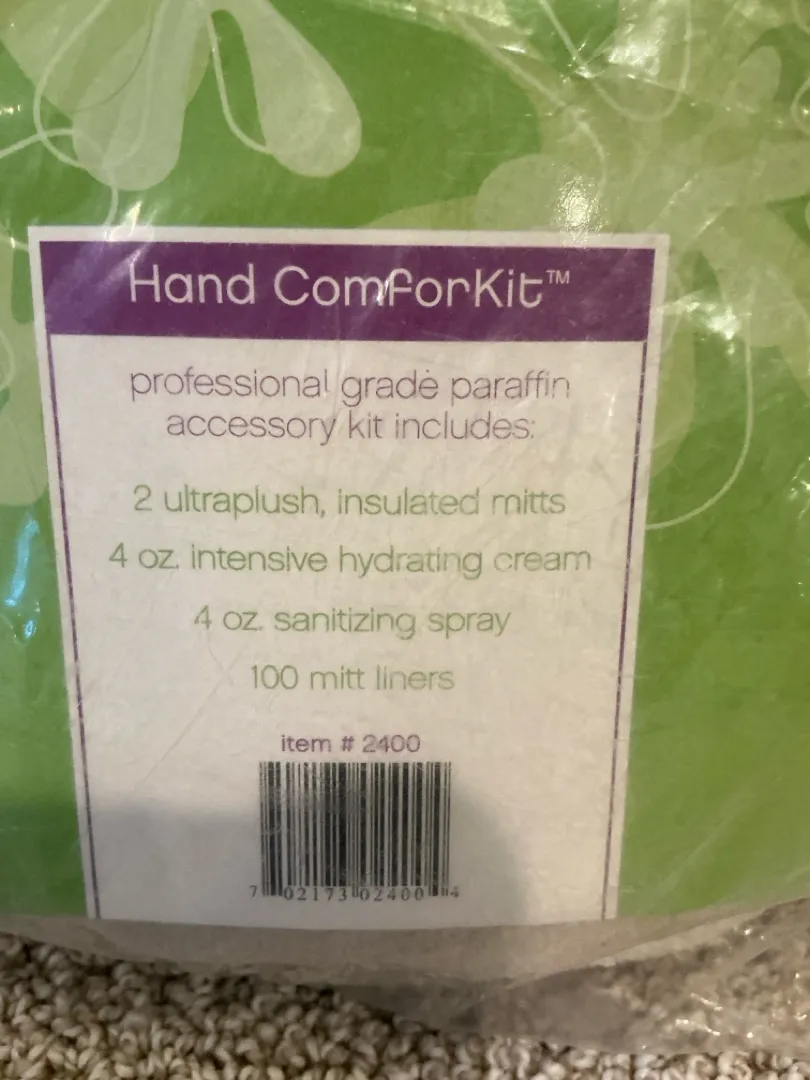 Hand ComforKit™
professional grade paraffin
accessory kit includes:
2 ultraplush, insulated mitts
4 oz. intensive hydrating cream
4 oz. sanitizing spray
100 mitt liners
item # 2400
7 02173 02400 4